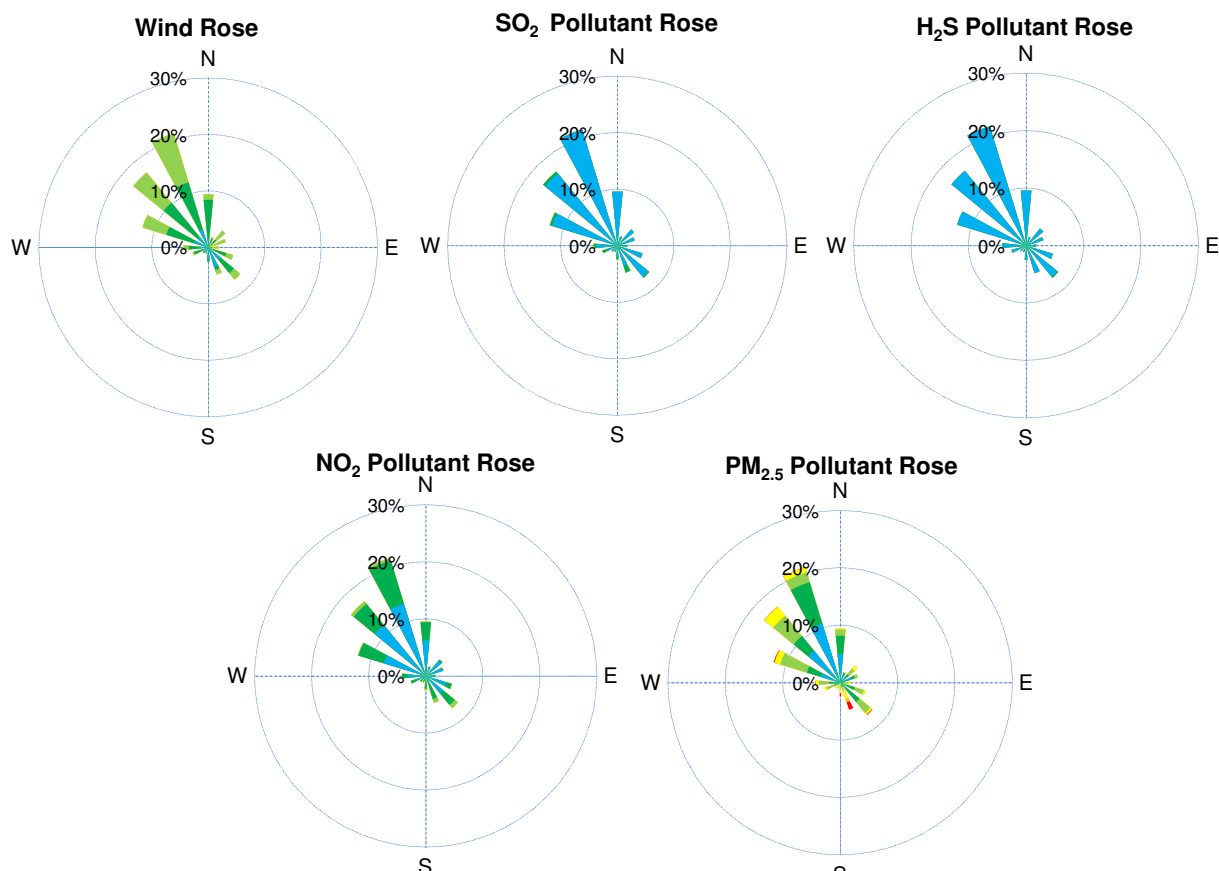 Wind Rose
N
30%
20%
10%
0%
W
E
S
SO₂ Pollutant Rose
N
30%
20%
10%
0%
W
E
S
H₂S Pollutant Rose
N
30%
20%
10%
0%
W
E
S
NO₂ Pollutant Rose
N
30%
20%
10%
0%
W
E
S
PM₂.₅ Pollutant Rose
N
30%
20%
10%
0%
W
E
S